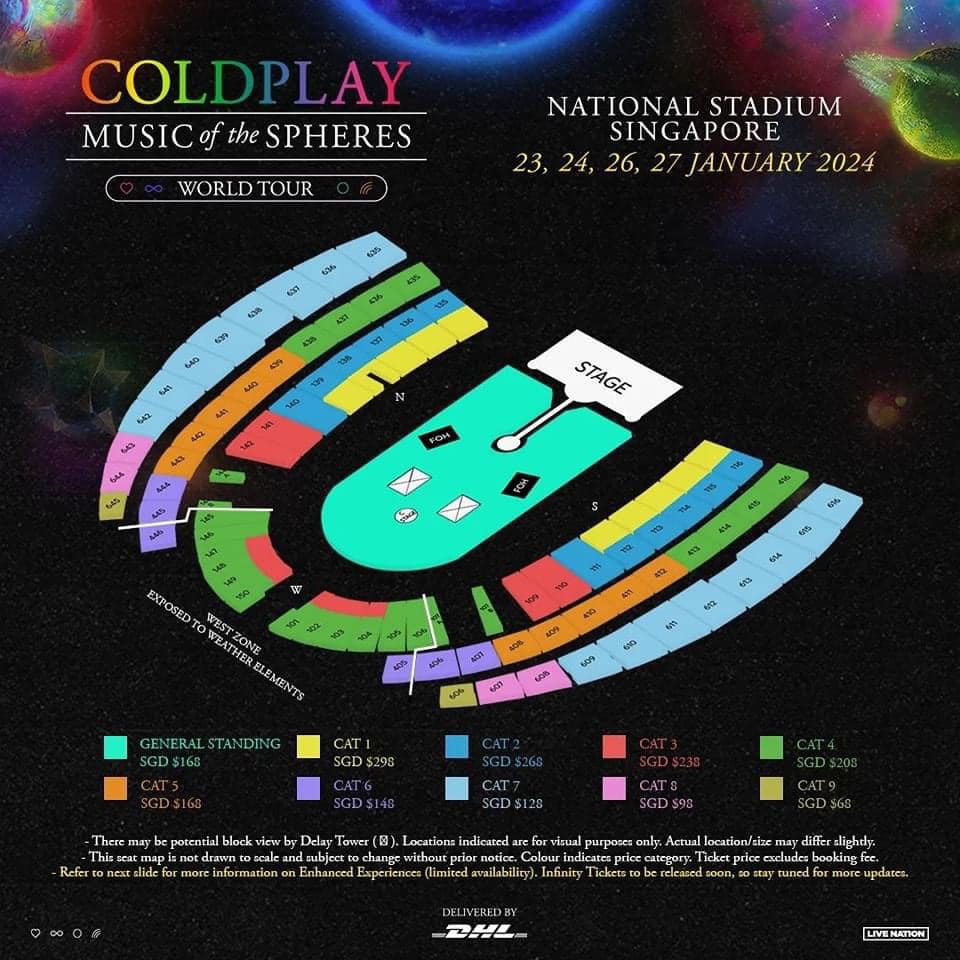 COLDPLAY
MUSIC of the SPHERES
WORLD TOUR
NATIONAL STADIUM
SINGAPORE
23, 24, 26, 27 JANUARY 2024
635
636
637
638
639
640
641
642
643
644
645
435
436
437
438
439
440
441
442
443
444
445
446
135
136
137
138
139
140
141
142
N
STAGE
FOH
FOH
C
STAGE
S
W
145
146
147
148
149
150
101
102
103
104
105
106
116
115
114
113
112
111
110
109
416
415
414
413
412
411
410
409
408
407
406
405
616
615
614
613
612
611
610
609
608
607
606
WEST ZONE
EXPOSED TO WEATHER ELEMENTS
GENERAL STANDING
SGD $168
CAT 1
SGD $298
CAT 2
SGD $268
CAT 3
SGD $238
CAT 4
SGD $208
CAT 5
SGD $168
CAT 6
SGD $148
CAT 7
SGD $128
CAT 8
SGD $98
CAT 9
SGD $68
- There may be potential block view by Delay Tower ( ☒ ). Locations indicated are for visual purposes only. Actual location/size may differ slightly.
- This seat map is not drawn to scale and subject to change without prior notice. Colour indicates price category. Ticket price excludes booking fee.
- Refer to next slide for more information on Enhanced Experiences (limited availability). Infinity Tickets to be released soon, so stay tuned for more updates.
DELIVERED BY
DHL
LIVE NATION